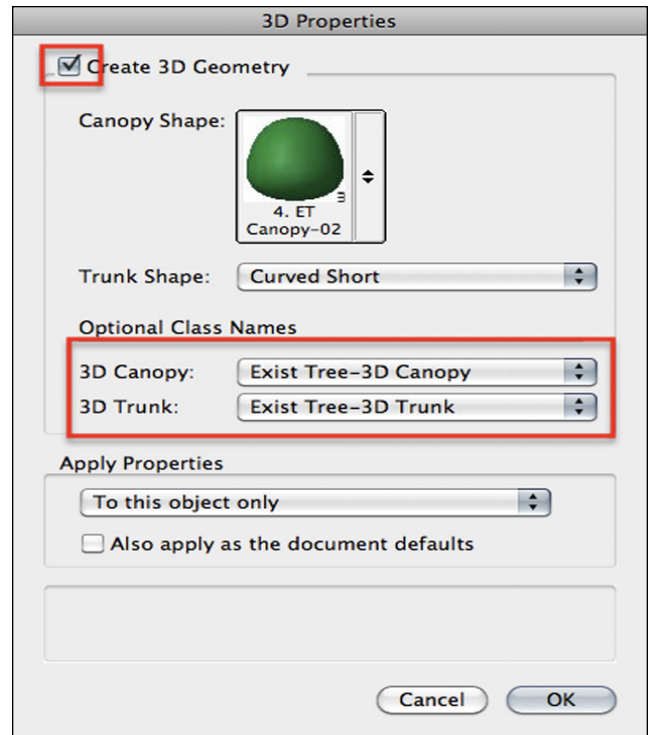 3D Properties
Create 3D Geometry
Canopy Shape:
3
4. ET
Canopy-02
Trunk Shape: Curved Short
Optional Class Names
3D Canopy: Exist Tree-3D Canopy
3D Trunk: Exist Tree-3D Trunk
Apply Properties
To this object only
Also apply as the document defaults
Cancel OK